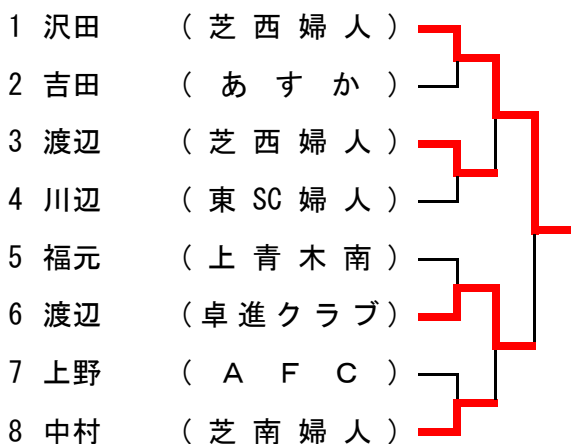 1 沢田 (芝西婦人)
2 吉田 (あすか)
3 渡辺 (芝西婦人)
4 川辺 (東SC婦人)
5 福元 (上青木南)
6 渡辺 (卓進クラブ)
7 上野 (AFC)
8 中村 (芝南婦人)